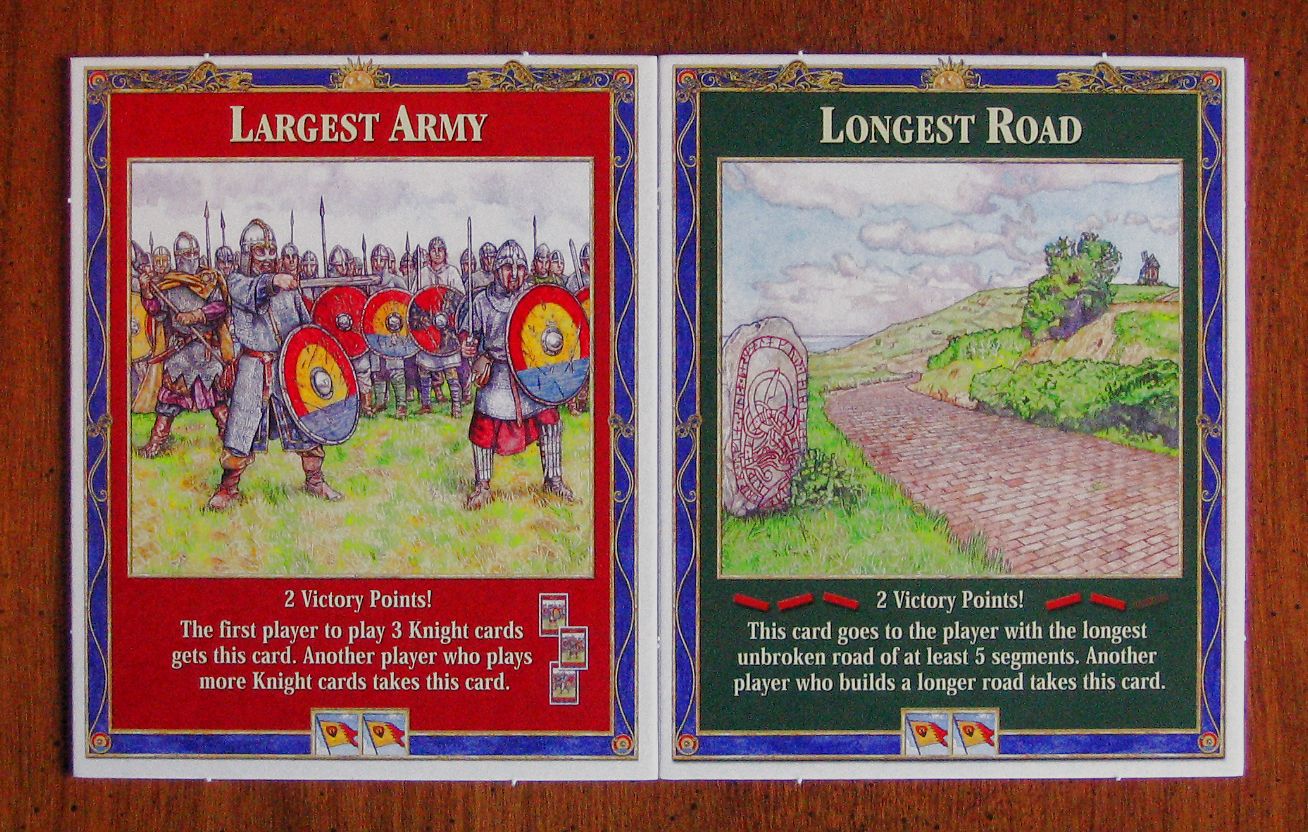 LARGEST ARMY
2 Victory Points!
The first player to play 3 Knight cards
gets this card. Another player who plays
more Knight cards takes this card.
LONGEST ROAD
2 Victory Points!
This card goes to the player with the longest
unbroken road of at least 5 segments. Another
player who builds a longer road takes this card.